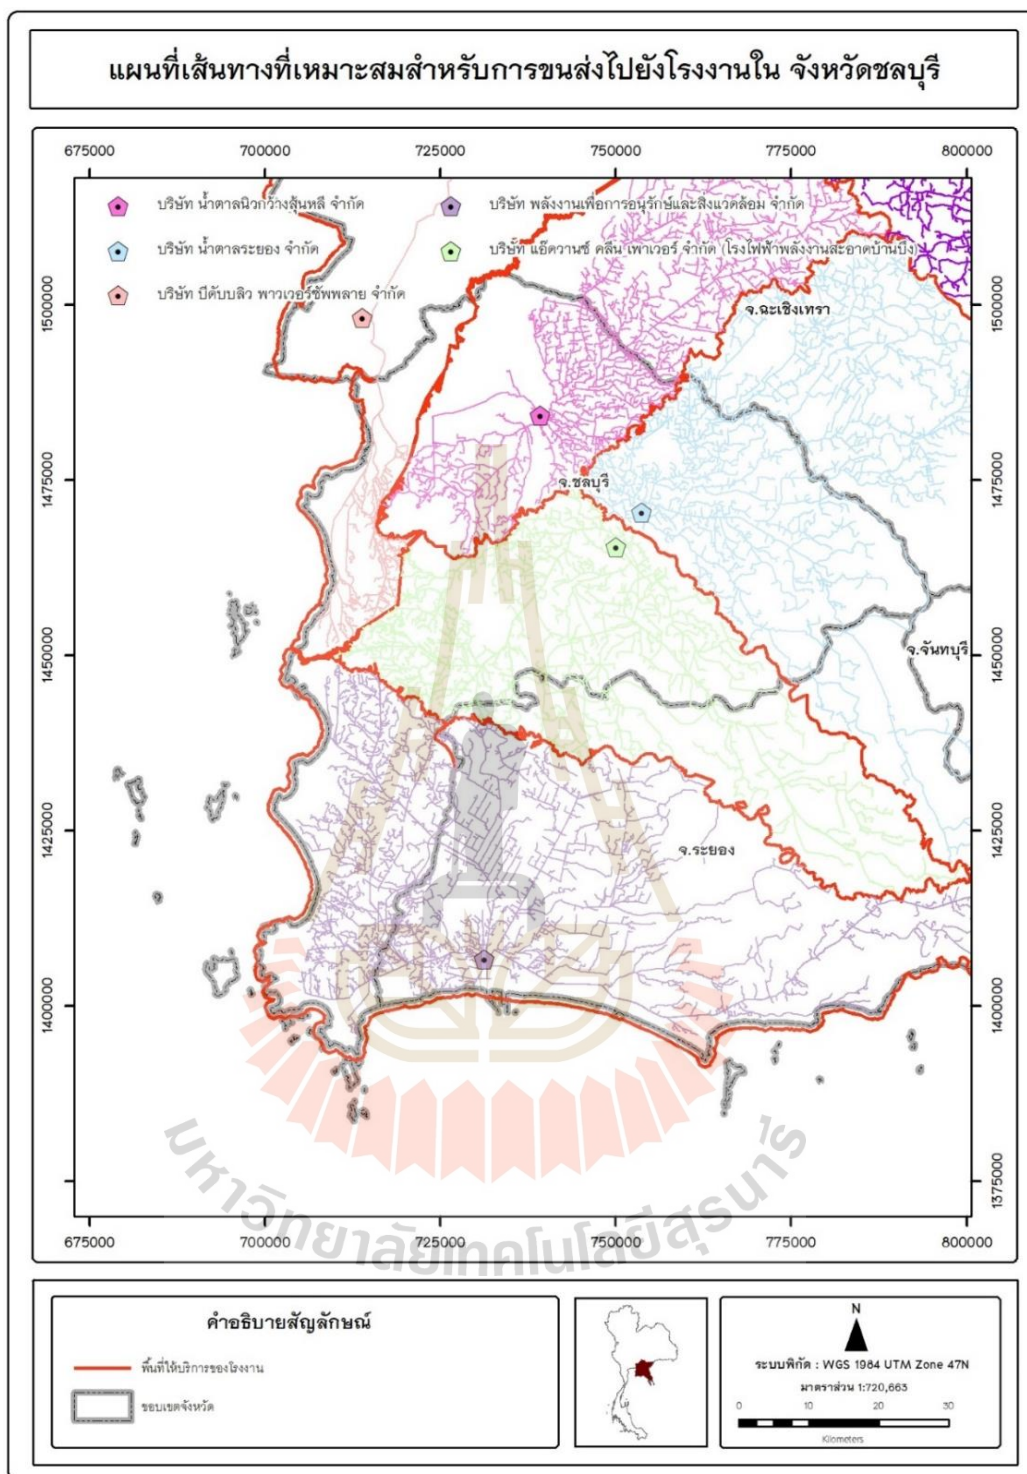 แผนที่เส้นทางที่เหมาะสมสำหรับการขนส่งไปยังโรงงานใน จังหวัดชลบุรี
675000 700000 725000 750000 775000 800000
บริษัท น้ำตาลนิวกว้างสุ้นหลี จำกัด
บริษัท พลังงานเพื่อการอนุรักษ์และสิ่งแวดล้อม จำกัด
บริษัท น้ำตาลระยอง จำกัด
บริษัท แอ๊ดวานซ์ คลีน เพาเวอร์ จำกัด (โรงไฟฟ้าพลังงานสะอาดบ้านบึง)
บริษัท บีดับบลิว พาวเวอร์ซัพพลาย จำกัด
1500000 1500000
จ.ฉะเชิงเทรา
1475000 1475000
จ.ชลบุรี
1450000 1450000
จ.จันทบุรี
1425000 1425000
จ.ระยอง
1400000 1400000
1375000
มหาวิทยาลัยเทคโนโลยีสุรนารี
675000 700000 725000 750000 775000 800000
คำอธิบายสัญลักษณ์
พื้นที่ให้บริการของโรงงาน
ขอบเขตจังหวัด
N
ระบบพิกัด : WGS 1984 UTM Zone 47N
มาตราส่วน 1:720,663
0 10 20 30
Kilometers